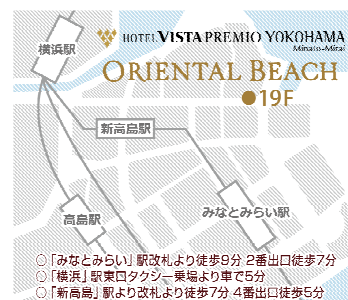 横浜駅
HOTEL VISTA PREMIO YOKOHAMA
Minato-Mirai
ORIENTAL BEACH
●19F
新高島駅
高島駅
みなとみらい駅
○「みなとみらい」駅改札より徒歩9分 2番出口徒歩7分
○「横浜」駅東口タクシー乗場より車で5分
○「新高島」駅より改札より徒歩7分 4番出口徒歩5分